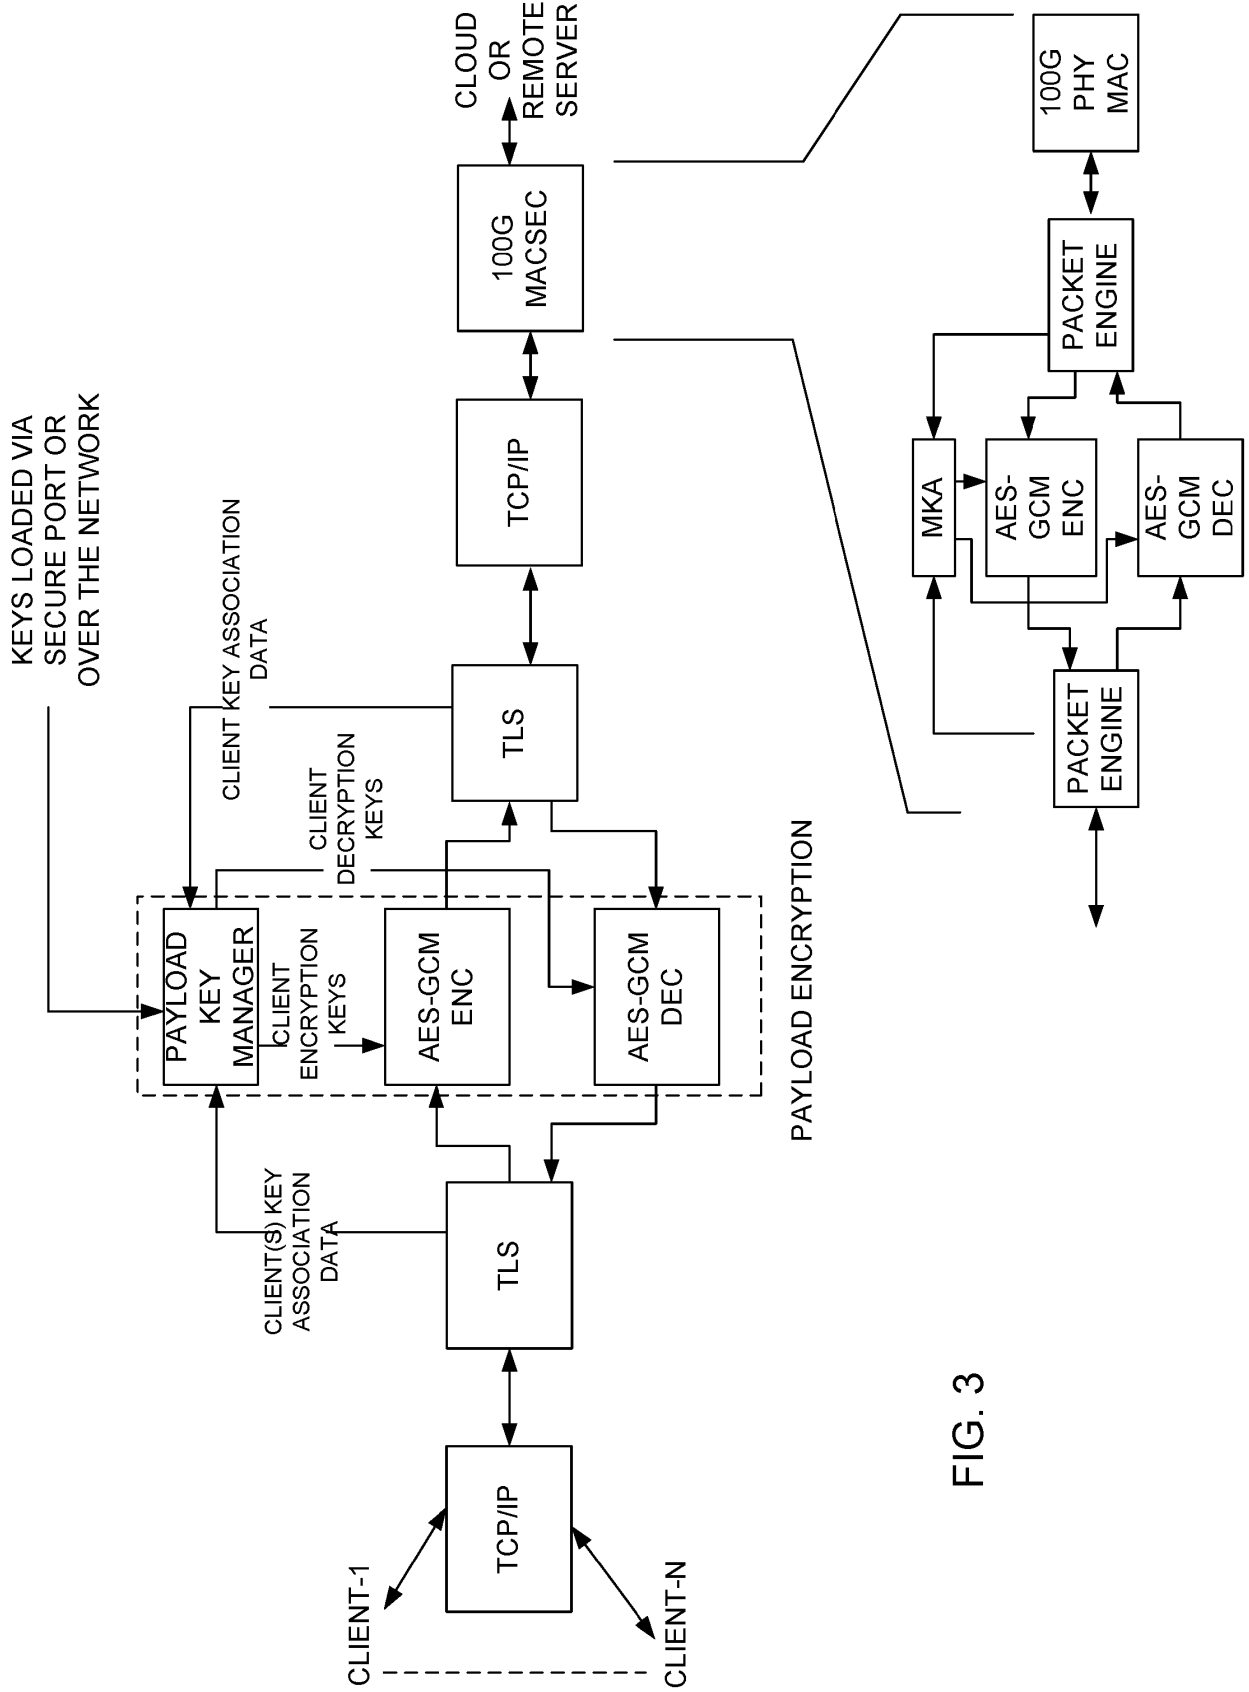 KEYS LOADED VIA
SECURE PORT OR
OVER THE NETWORK
CLIENT(S) KEY
ASSOCIATION
DATA
CLIENT KEY ASSOCIATION
DATA
PAYLOAD
KEY
MANAGER
CLIENT
ENCRYPTION
KEYS
CLIENT
DECRYPTION
KEYS
CLIENT-1
CLIENT-N
TCP/IP
TLS
AES-GCM
ENC
AES-GCM
DEC
PAYLOAD ENCRYPTION
TLS
TCP/IP
100G
MACSEC
CLOUD
OR
REMOTE
SERVER
PACKET
ENGINE
MKA
AES-
GCM
ENC
AES-
GCM
DEC
PACKET
ENGINE
100G
PHY
MAC
FIG. 3